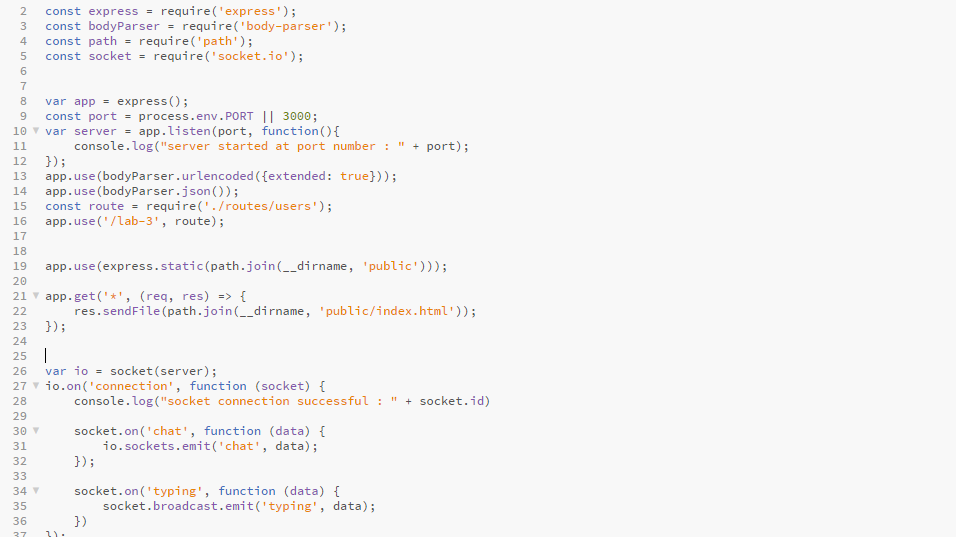 2 const express = require('express');
3 const bodyParser = require('body-parser');
4 const path = require('path');
5 const socket = require('socket.io');
6
7
8 var app = express();
9 const port = process.env.PORT || 3000;
10 var server = app.listen(port, function(){
11     console.log("server started at port number : " + port);
12 });
13 app.use(bodyParser.urlencoded({extended: true}));
14 app.use(bodyParser.json());
15 const route = require('./routes/users');
16 app.use('/lab-3', route);
17
18
19 app.use(express.static(path.join(__dirname, 'public')));
20
21 app.get('*', (req, res) => {
22     res.sendFile(path.join(__dirname, 'public/index.html'));
23 });
24
25
26 var io = socket(server);
27 io.on('connection', function (socket) {
28     console.log("socket connection successful : " + socket.id)
29
30     socket.on('chat', function (data) {
31         io.sockets.emit('chat', data);
32     });
33
34     socket.on('typing', function (data) {
35         socket.broadcast.emit('typing', data);
36     })
37 });